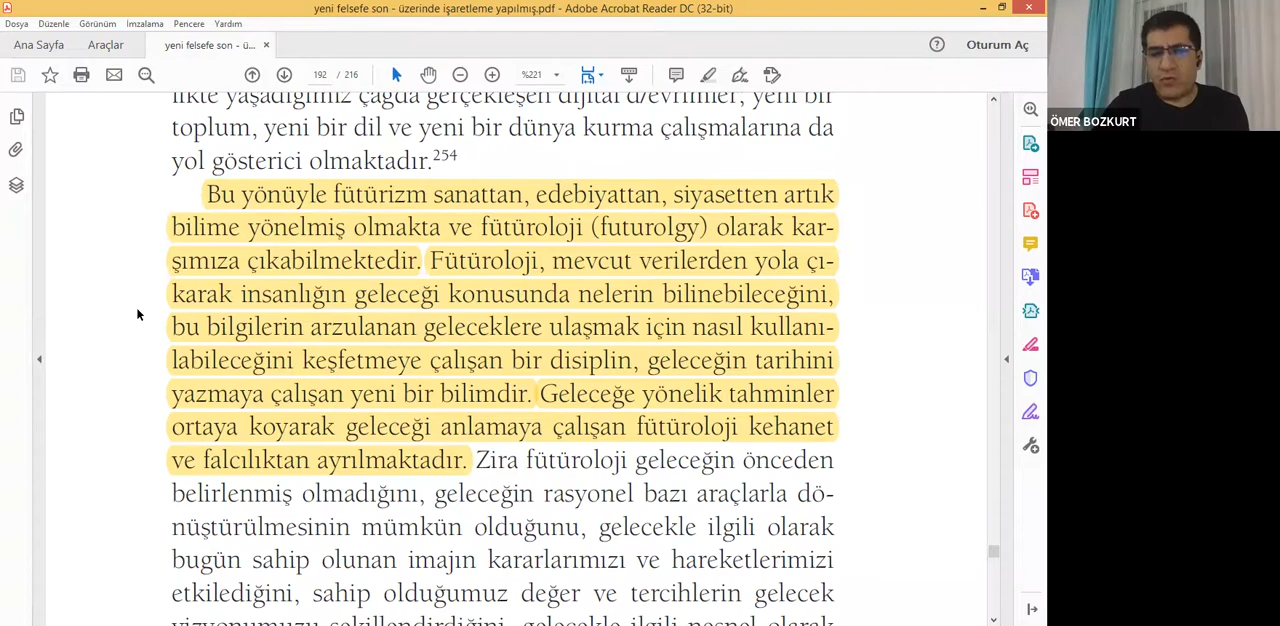 yeni felsefe son - üzerinde işaretleme yapılmış.pdf - Adobe Acrobat Reader DC (32-bit)
Dosya Düzenle Görünüm İmzalama Pencere Yardım
Ana Sayfa Araçlar yeni felsefe son - ü... × Oturum Aç
192 / 216 %221
ÖMER BOZKURT
likte yaşadığımız çağda gerçekleşen dijital d/evrimler, yeni bir
toplum, yeni bir dil ve yeni bir dünya kurma çalışmalarına da
yol gösterici olmaktadır.254
Bu yönüyle fütürizm sanattan, edebiyattan, siyasetten artık
bilime yönelmiş olmakta ve fütüroloji (futurolgy) olarak kar-
şımıza çıkabilmektedir. Fütüroloji, mevcut verilerden yola çı-
karak insanlığın geleceği konusunda nelerin bilinebileceğini,
bu bilgilerin arzulanan geleceklere ulaşmak için nasıl kullanı-
labileceğini keşfetmeye çalışan bir disiplin, geleceğin tarihini
yazmaya çalışan yeni bir bilimdir. Geleceğe yönelik tahminler
ortaya koyarak geleceği anlamaya çalışan fütüroloji kehanet
ve falcılıktan ayrılmaktadır. Zira fütüroloji geleceğin önceden
belirlenmiş olmadığını, geleceğin rasyonel bazı araçlarla dö-
nüştürülmesinin mümkün olduğunu, gelecekle ilgili olarak
bugün sahip olunan imajın kararlarımızı ve hareketlerimizi
etkilediğini, sahip olduğumuz değer ve tercihlerin gelecek
vizyonumuzu şekillendirdiğini, gelecekle ilgili nesnel olarak